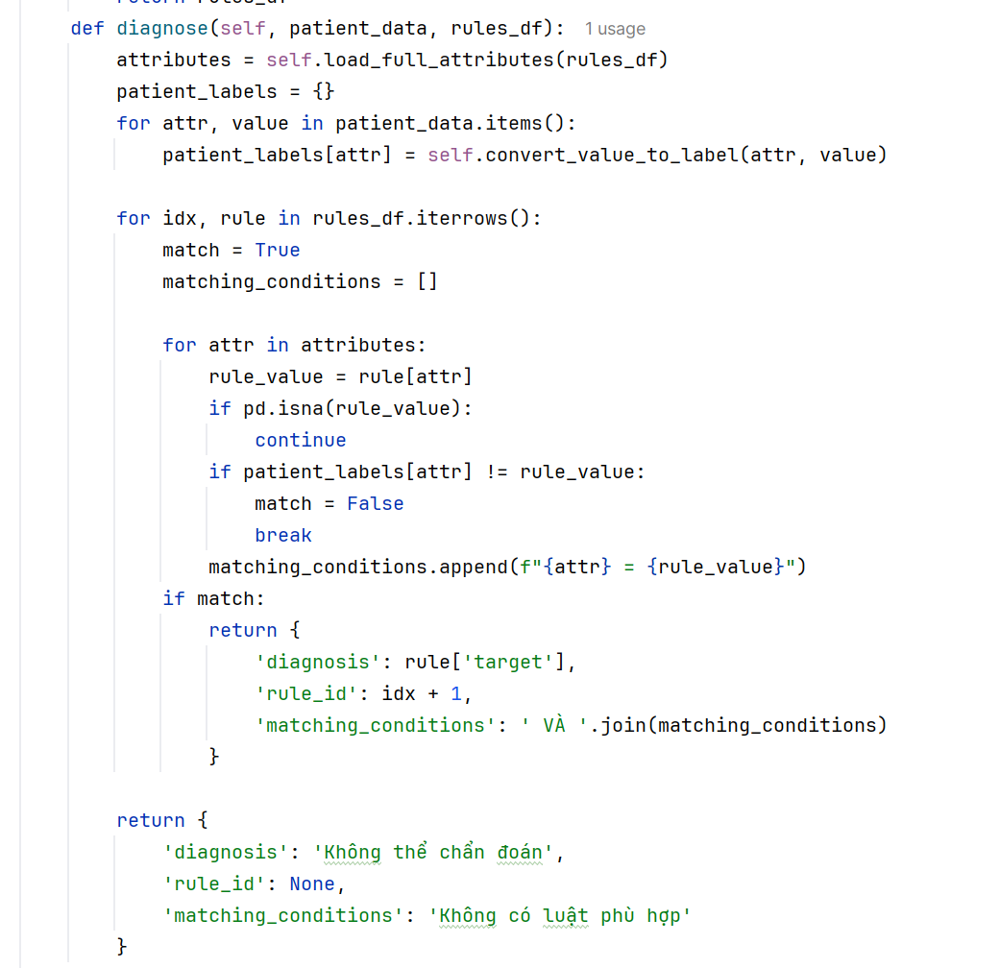 return rules_df
def diagnose(self, patient_data, rules_df): 1 usage
    attributes = self.load_full_attributes(rules_df)
    patient_labels = {}
    for attr, value in patient_data.items():
        patient_labels[attr] = self.convert_value_to_label(attr, value)
    for idx, rule in rules_df.iterrows():
        match = True
        matching_conditions = []
        for attr in attributes:
            rule_value = rule[attr]
            if pd.isna(rule_value):
                continue
            if patient_labels[attr] != rule_value:
                match = False
                break
            matching_conditions.append(f"{attr} = {rule_value}")
        if match:
            return {
                'diagnosis': rule['target'],
                'rule_id': idx + 1,
                'matching_conditions': ' VÀ '.join(matching_conditions)
            }
    return {
        'diagnosis': 'Không thể chẩn đoán',
        'rule_id': None,
        'matching_conditions': 'Không có luật phù hợp'
    }